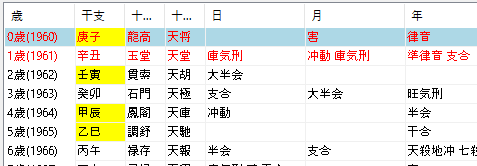 歳 干支 十... 十... 日 月 年
0歳(1960) 庚子 龍高 天将 害 律音
1歳(1961) 辛丑 玉堂 天堂 庫気刑 冲動 庫気刑 準律音 支合
2歳(1962) 壬寅 貫索 天胡 大半会
3歳(1963) 癸卯 石門 天極 支合 大半会 旺気刑
4歳(1964) 甲辰 鳳閣 天庫 冲動 半会
5歳(1965) 乙巳 調舒 天馳 干合
6歳(1966) 丙午 禄存 天報 半会 支合 天殺地冲 七殺